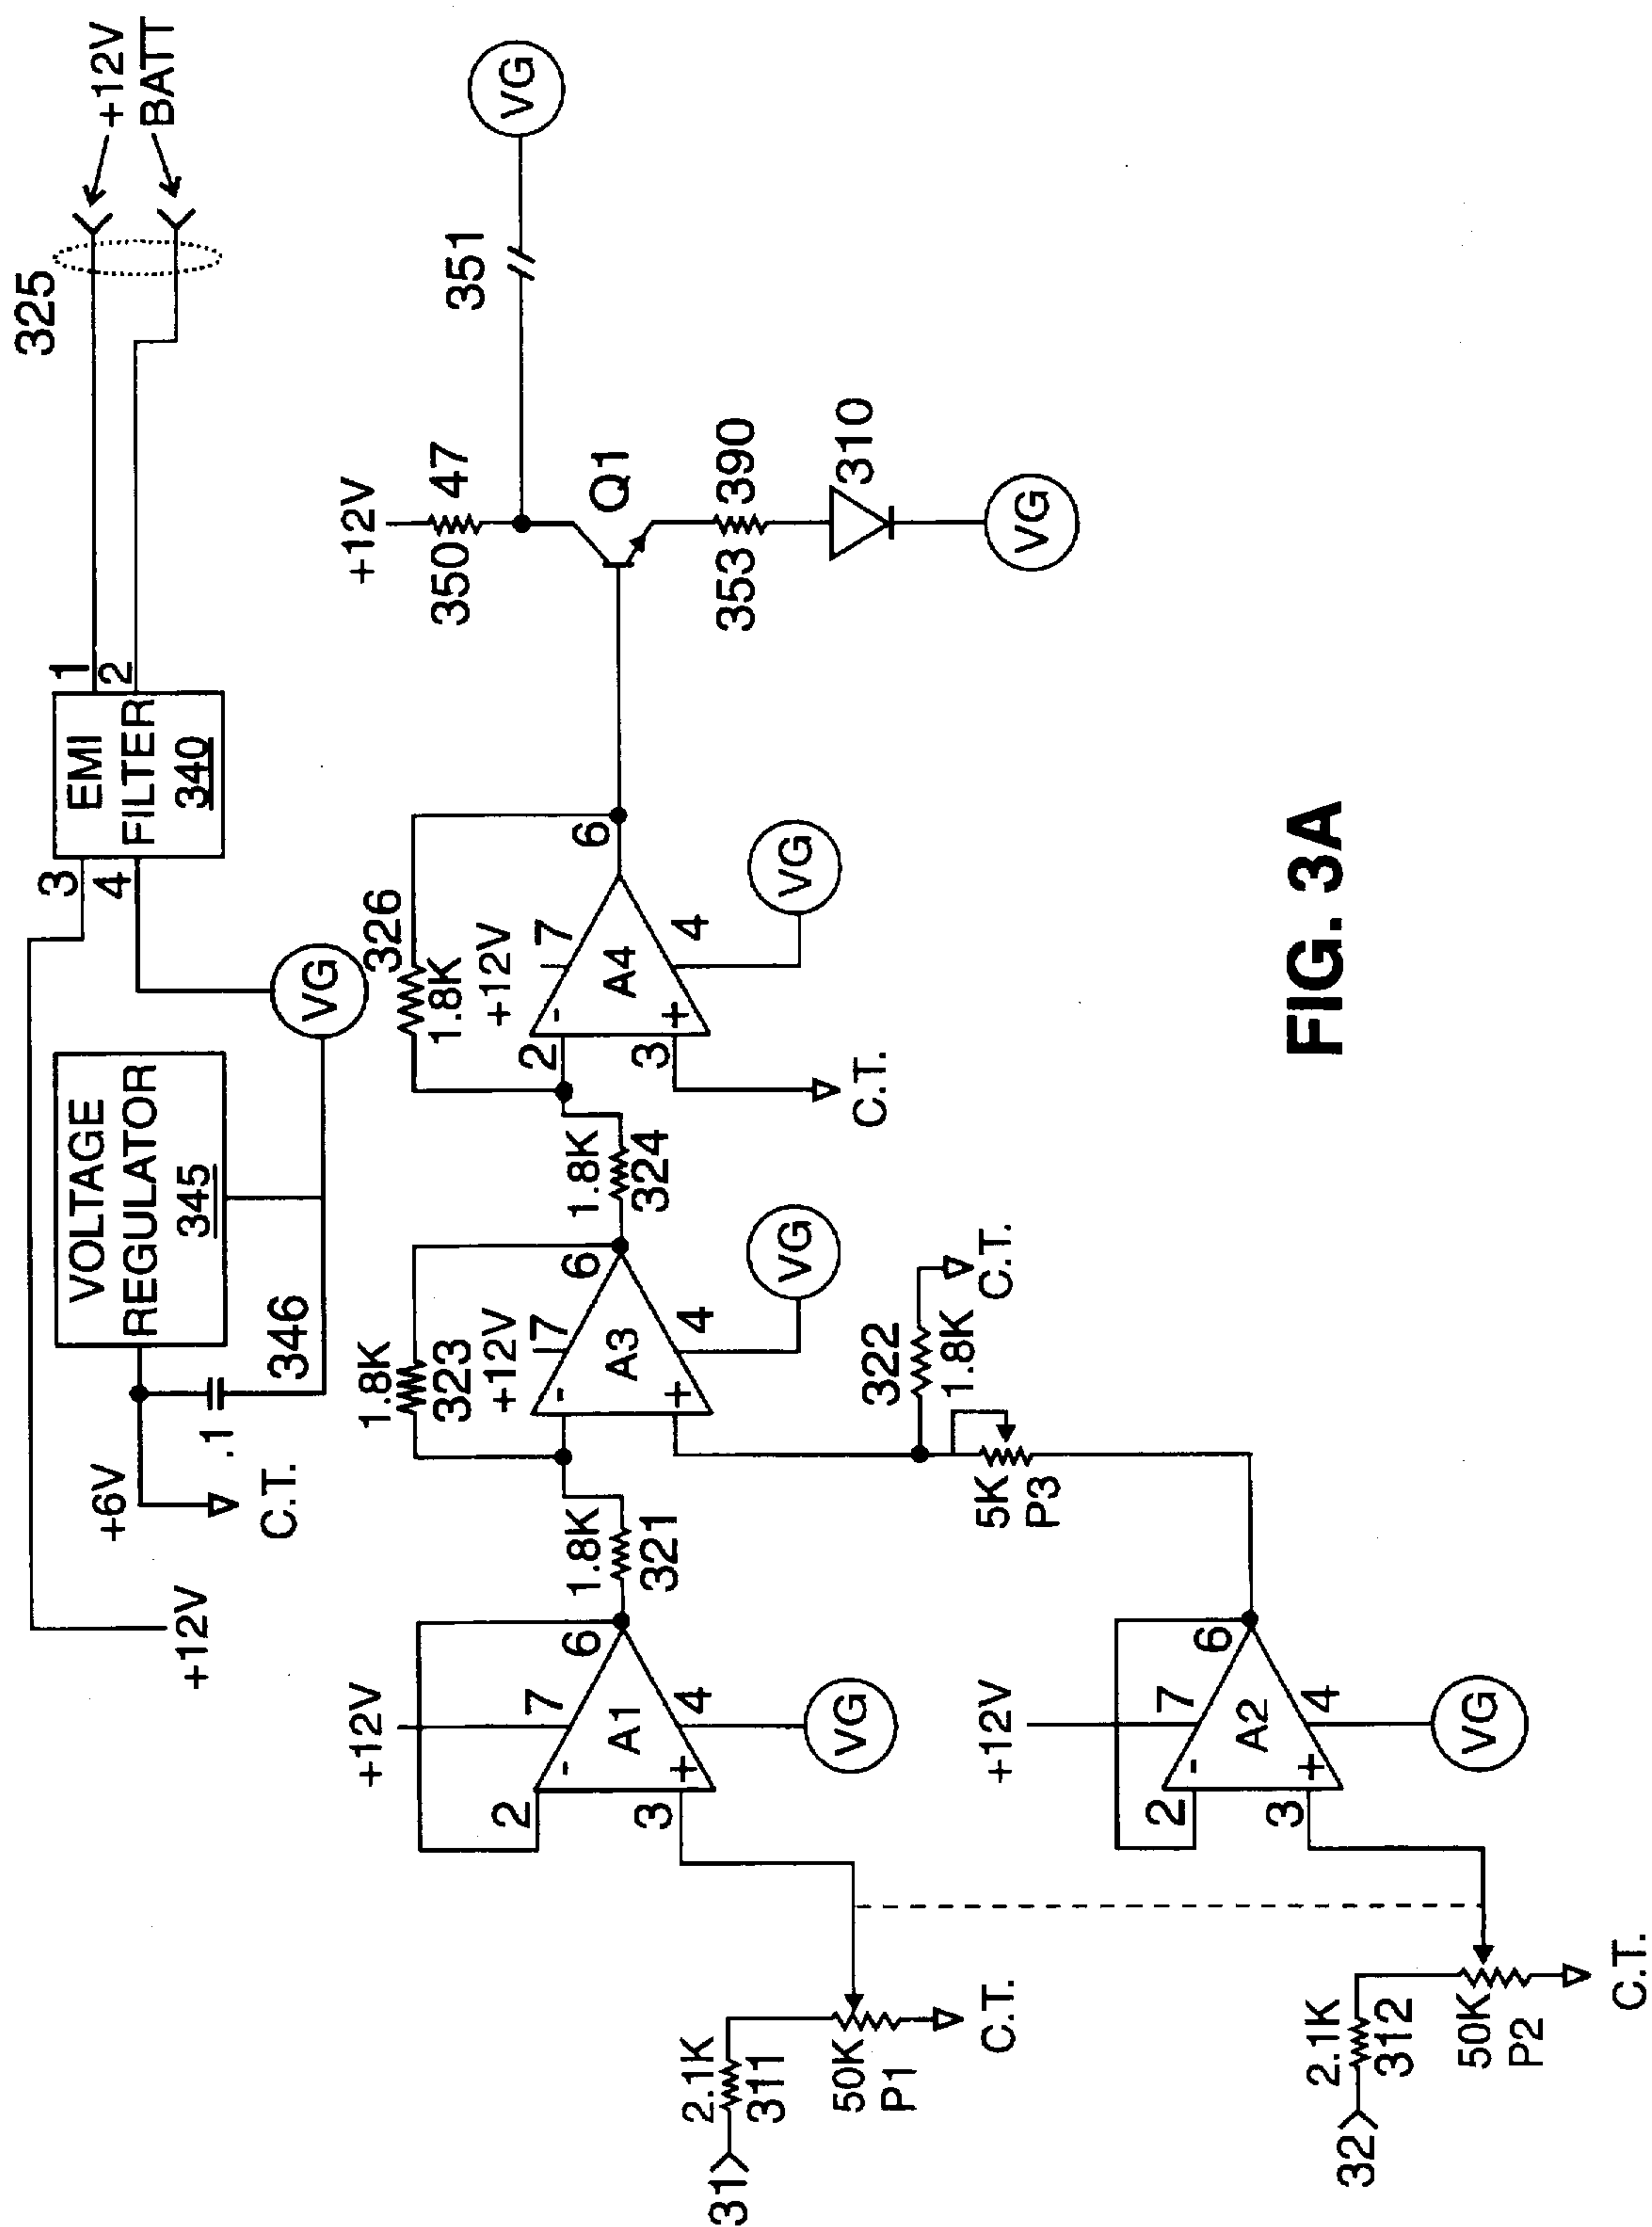 325
+12V
BATT
1
2
EMI
FILTER
340
3
4
VG
VOLTAGE
REGULATOR
345
346
+6V
.1
C.T.
+12V
31
2.1K
311
50K
P1
C.T.
+12V
2
-
7
A1
3
+
4
6
VG
1.8K
321
1.8K
323
+12V
-
7
A3
+
4
6
VG
1.8K
324
326
1.8K
+12V
2
-
7
A4
3
+
4
6
VG
C.T.
+12V
350
47
351
VG
Q1
353
390
310
VG
322
1.8K
C.T.
5K
P3
32
2.1K
312
50K
P2
C.T.
+12V
2
-
7
A2
3
+
4
6
VG
FIG. 3A